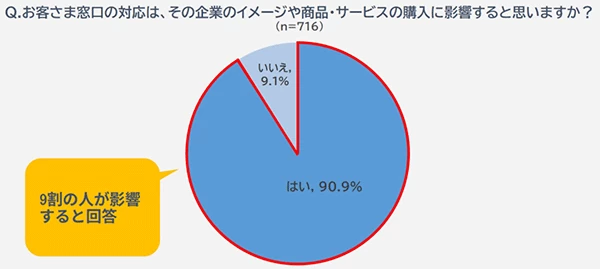 Q.お客さま窓口の対応は、その企業のイメージや商品・サービスの購入に影響すると思いますか？
（n=716）
いいえ,
9.1%
はい, 90.9%
9割の人が影響
すると回答